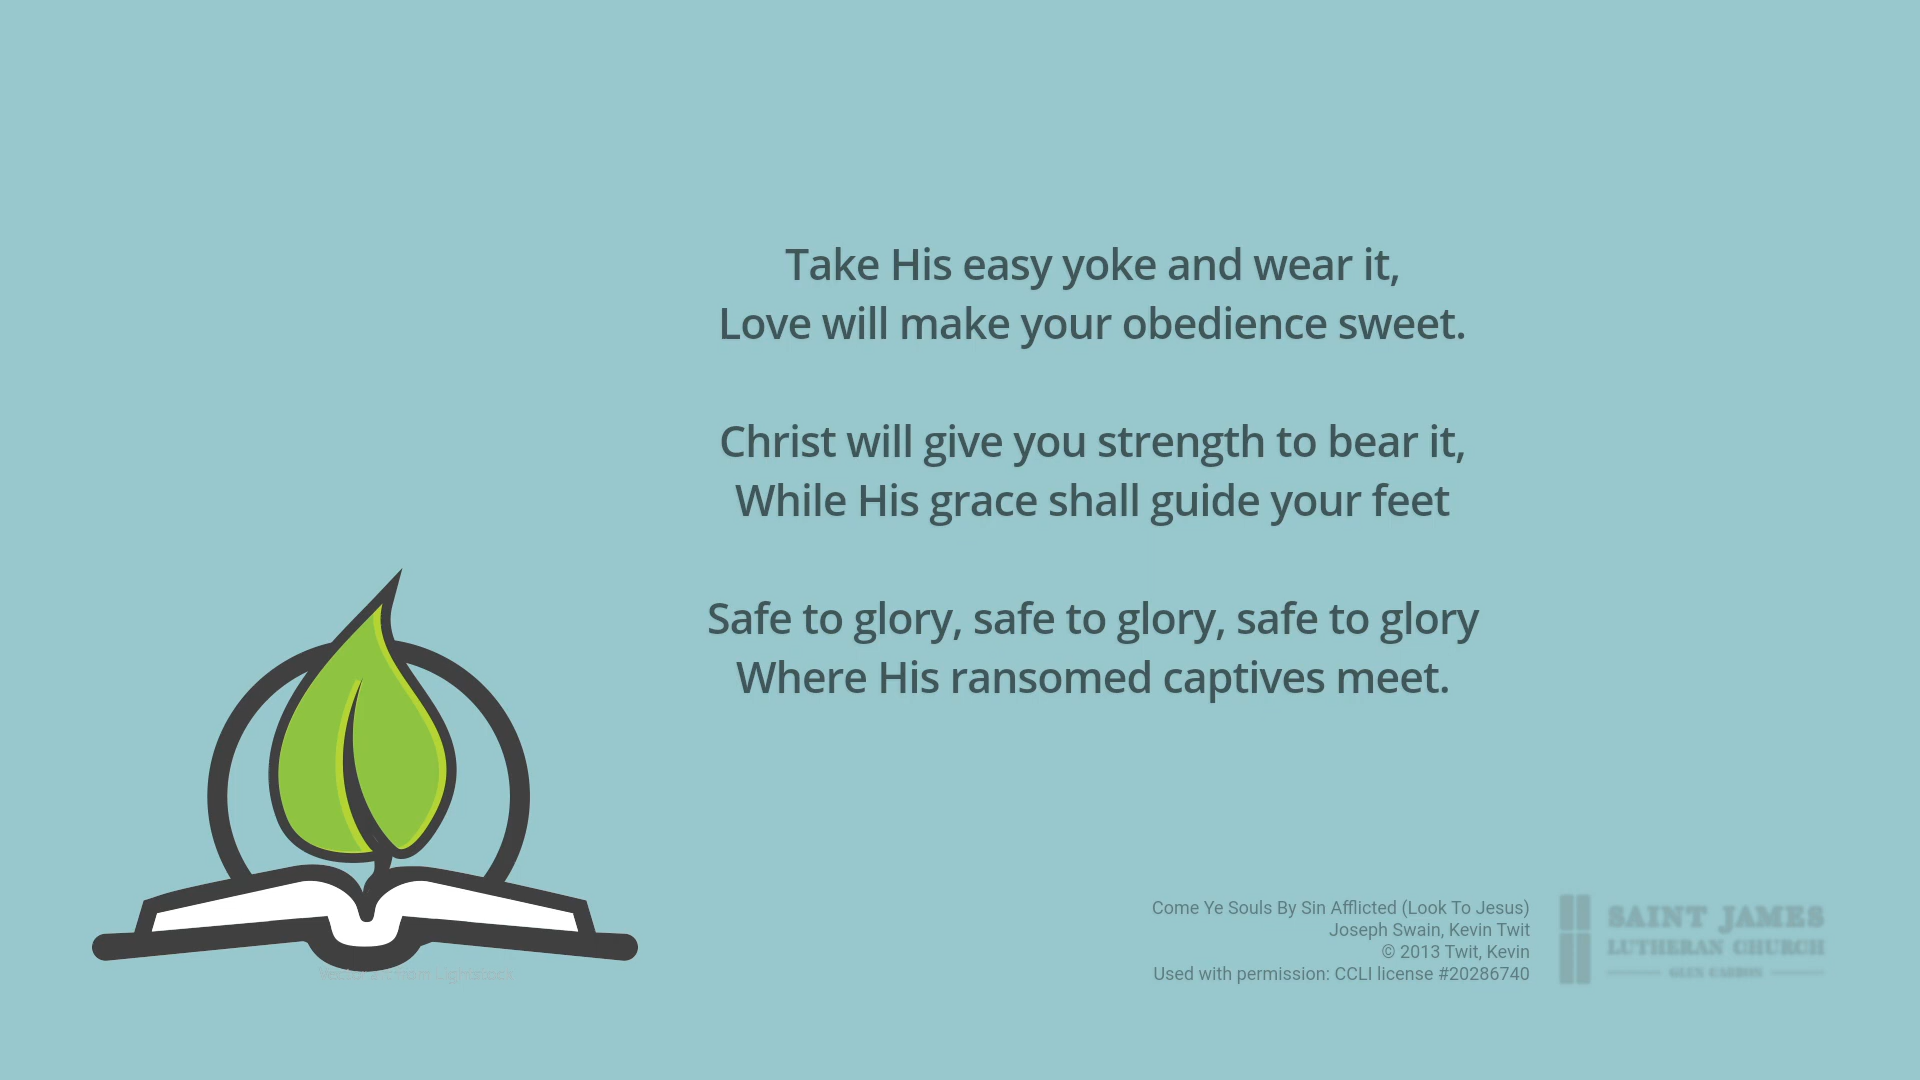 Take His easy yoke and wear it,
Love will make your obedience sweet.
Christ will give you strength to bear it,
While His grace shall guide your feet
Safe to glory, safe to glory, safe to glory
Where His ransomed captives meet.
Come Ye Souls By Sin Afflicted (Look To Jesus)
Joseph Swain, Kevin Twit
© 2013 Twit, Kevin
Used with permission: CCLI license #20286740
SAINT JAMES
LUTHERAN CHURCH
GLEN CARBON